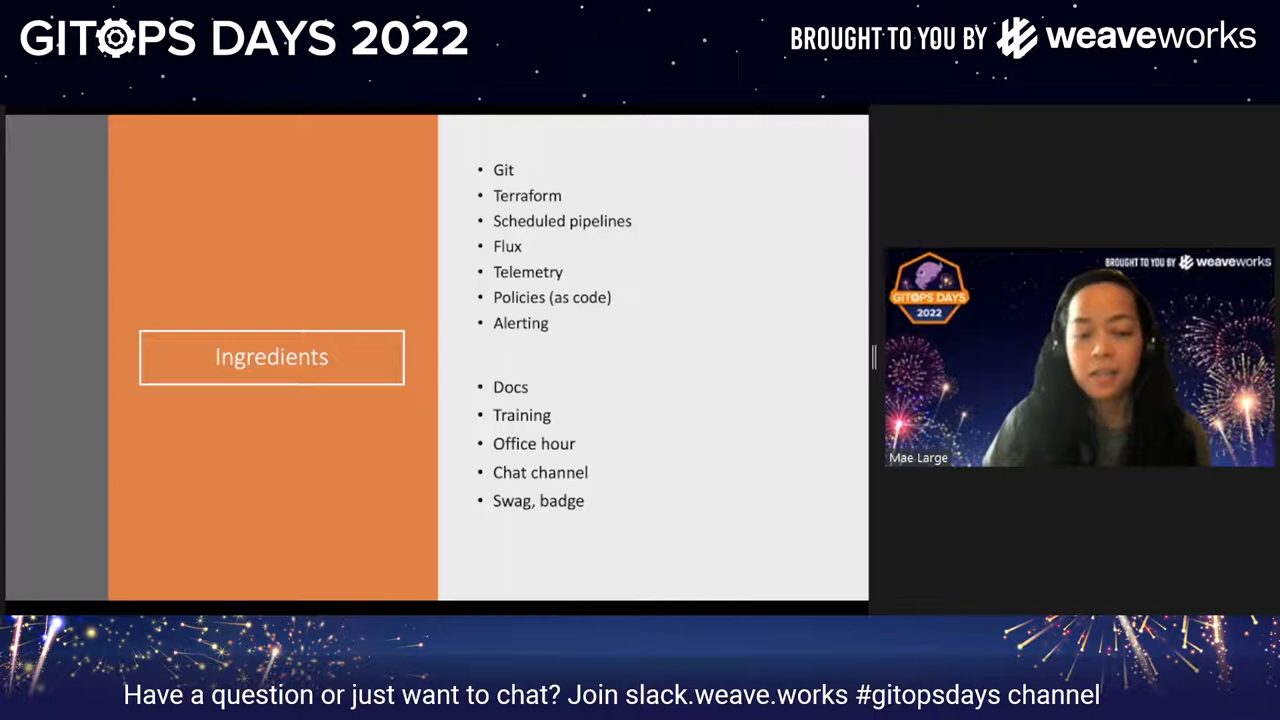 GITOPS DAYS 2022
BROUGHT TO YOU BY weaveworks
Ingredients
• Git
• Terraform
• Scheduled pipelines
• Flux
• Telemetry
• Policies (as code)
• Alerting
• Docs
• Training
• Office hour
• Chat channel
• Swag, badge
BROUGHT TO YOU BY weaveworks
GITOPS DAYS
2022
Mae Large
Have a question or just want to chat? Join slack.weave.works #gitopsdays channel